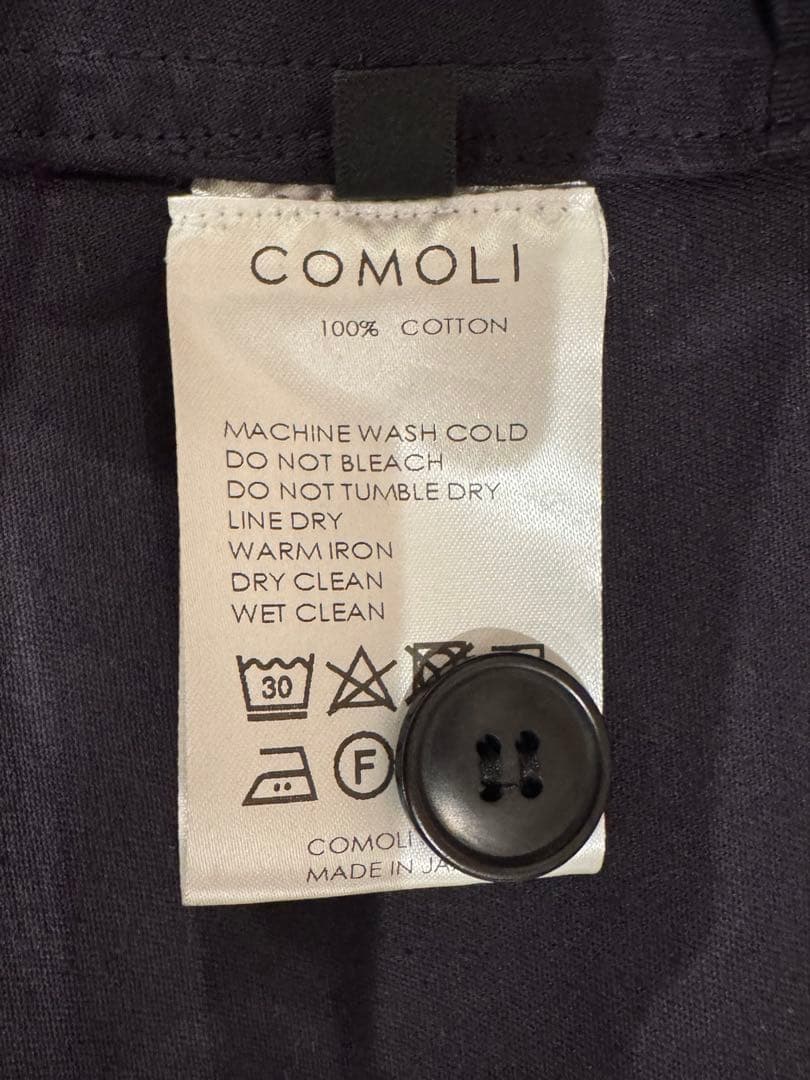 COMOLI
100% COTTON
MACHINE WASH COLD
DO NOT BLEACH
DO NOT TUMBLE DRY
LINE DRY
WARM IRON
DRY CLEAN
WET CLEAN
30
F
COMOLI
MADE IN